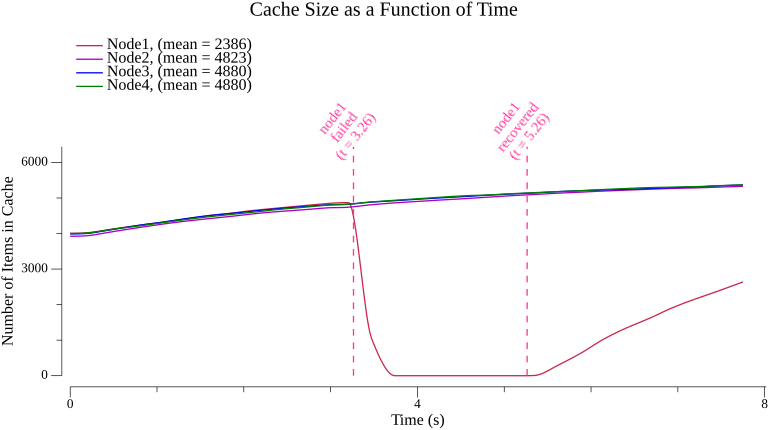 Cache Size as a Function of Time
Node1, (mean = 2386)
Node2, (mean = 4823)
Node3, (mean = 4880)
Node4, (mean = 4880)
node1
failed
(t = 3.26)
node1
recovered
(t = 5.26)
Number of Items in Cache
6000
3000
0
0
4
8
Time (s)